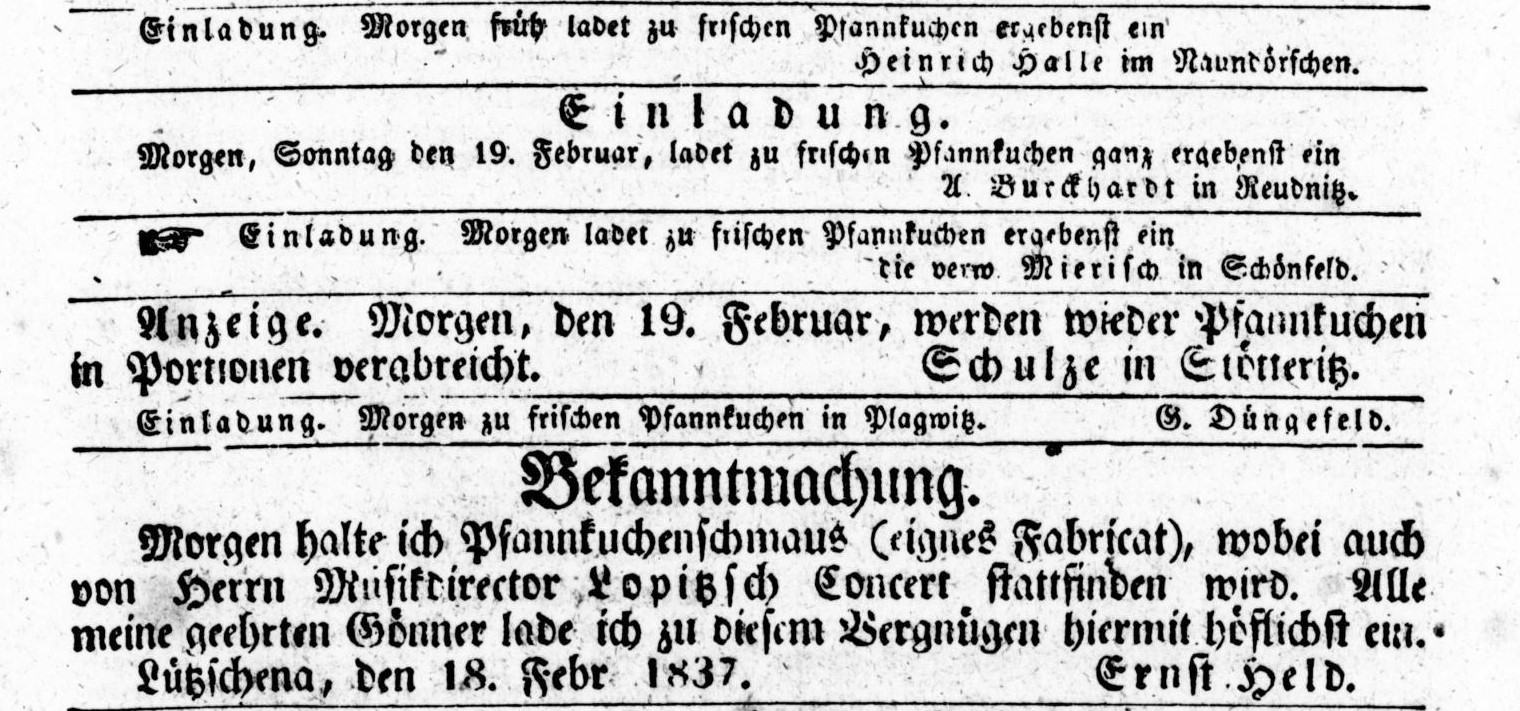 Einladung. Morgen früh ladet zu frischen Pfannkuchen ergebenst ein
Heinrich Halle im Naundörfchen.
Einladung.
Morgen, Sonntag den 19. Februar, ladet zu frischen Pfannkuchen ganz ergebenst ein
A. Burckhardt in Reudnitz.
☞ Einladung. Morgen ladet zu frischen Pfannkuchen ergebenst ein
die verw. Mierisch in Schönfeld.
Anzeige. Morgen, den 19. Februar, werden wieder Pfannkuchen
in Portionen verabreicht. Schulze in Stötteritz.
Einladung. Morgen zu frischen Pfannkuchen in Plagwitz. G. Düngefeld.
Bekanntmachung.
Morgen halte ich Pfannkuchenschmaus (eignes Fabricat), wobei auch
von Herrn Musikdirector Lopitzsch Concert stattfinden wird. Alle
meine geehrten Gönner lade ich zu diesem Vergnügen hiermit höflichst ein.
Lützschena, den 18. Febr. 1837. Ernst Held.